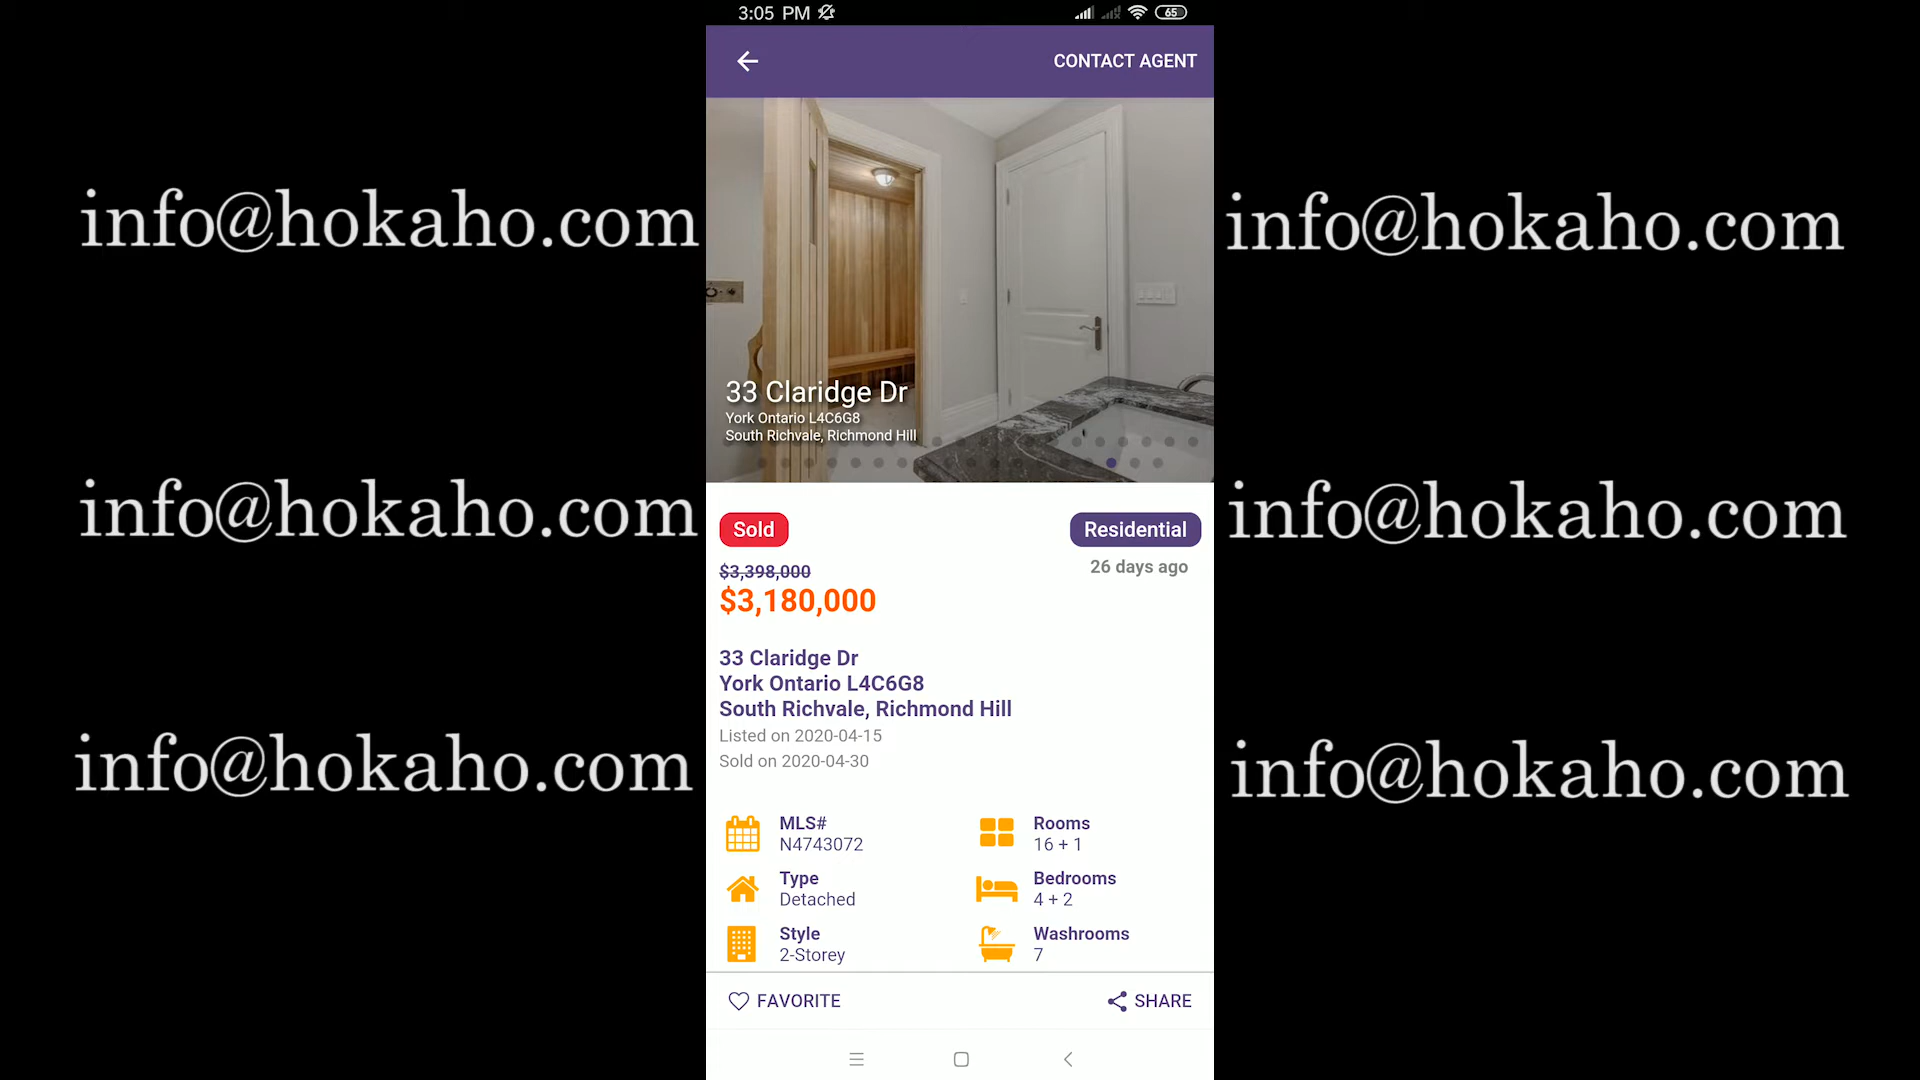 3:05 PM
65
CONTACT AGENT
info@hokaho.com
info@hokaho.com
33 Claridge Dr
York Ontario L4C6G8
South Richvale, Richmond Hill
info@hokaho.com
info@hokaho.com
Sold
Residential
$3,398,000
26 days ago
$3,180,000
33 Claridge Dr
York Ontario L4C6G8
South Richvale, Richmond Hill
Listed on 2020-04-15
Sold on 2020-04-30
info@hokaho.com
info@hokaho.com
MLS#
N4743072
Rooms
16 + 1
Type
Detached
Bedrooms
4 + 2
Style
2-Storey
Washrooms
7
FAVORITE
SHARE